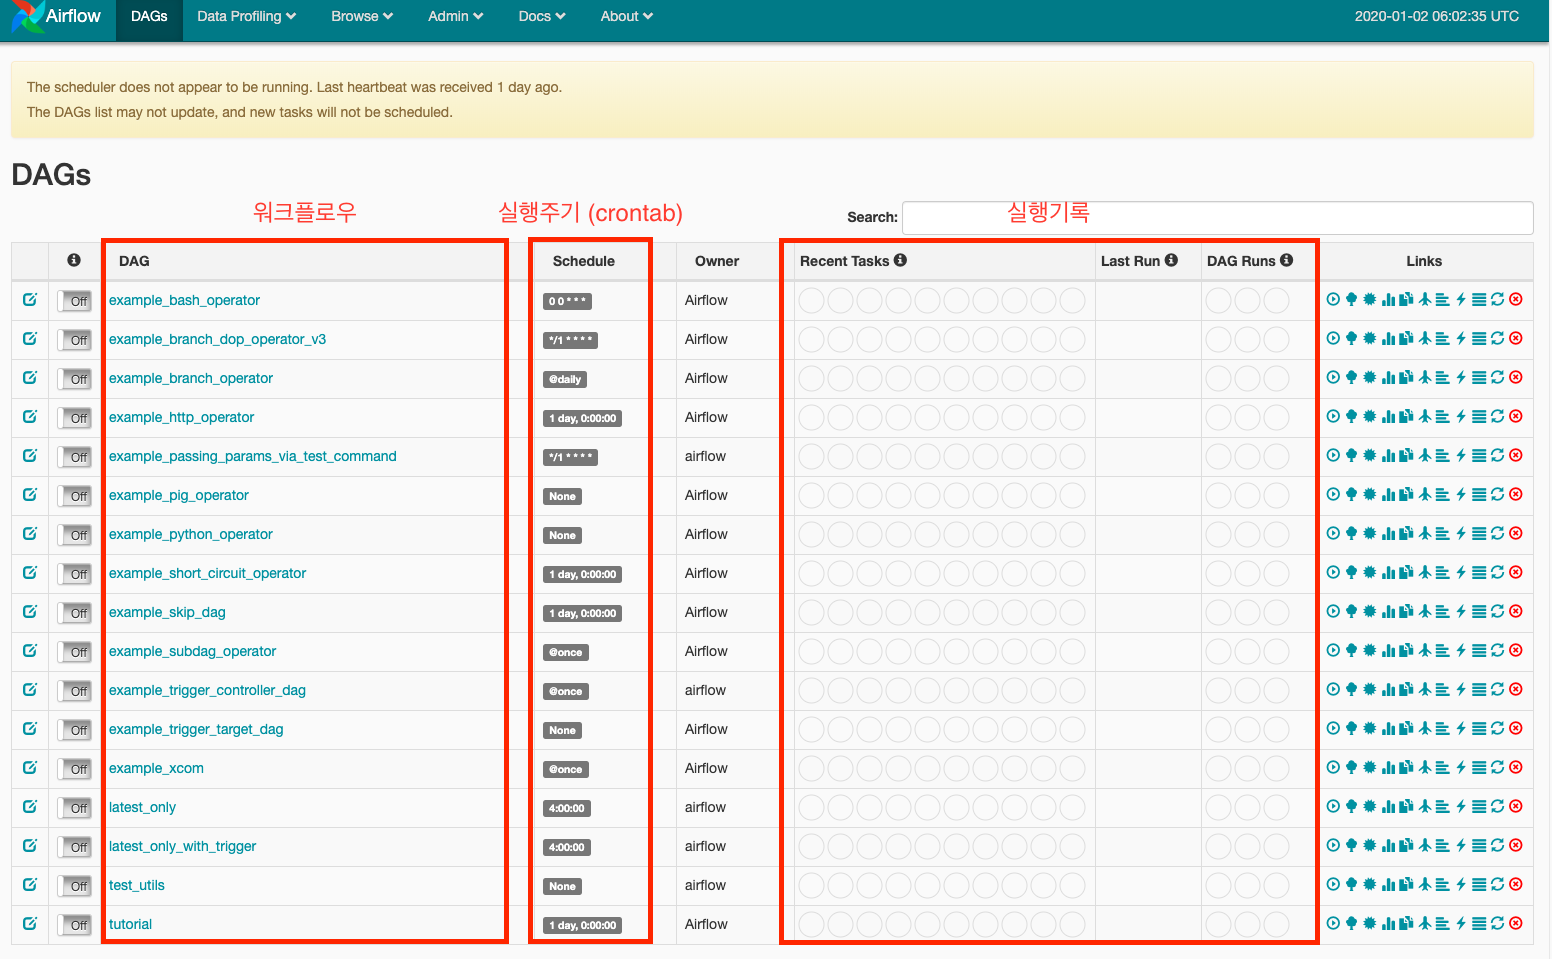 Airflow DAGs Data Profiling Browse Admin Docs About 2020-01-02 06:02:35 UTC
The scheduler does not appear to be running. Last heartbeat was received 1 day ago.
The DAGs list may not update, and new tasks will not be scheduled.
DAGs
워크플로우 실행주기 (crontab) Search: 실행기록
DAG Schedule Owner Recent Tasks Last Run DAG Runs Links
Off example_bash_operator 0 0 * * * Airflow
Off example_branch_dop_operator_v3 */1 * * * * Airflow
Off example_branch_operator @daily Airflow
Off example_http_operator 1 day, 0:00:00 Airflow
Off example_passing_params_via_test_command */1 * * * * airflow
Off example_pig_operator None Airflow
Off example_python_operator None Airflow
Off example_short_circuit_operator 1 day, 0:00:00 Airflow
Off example_skip_dag 1 day, 0:00:00 Airflow
Off example_subdag_operator @once Airflow
Off example_trigger_controller_dag @once airflow
Off example_trigger_target_dag None Airflow
Off example_xcom @once Airflow
Off latest_only 4:00:00 airflow
Off latest_only_with_trigger 4:00:00 airflow
Off test_utils None airflow
Off tutorial 1 day, 0:00:00 Airflow